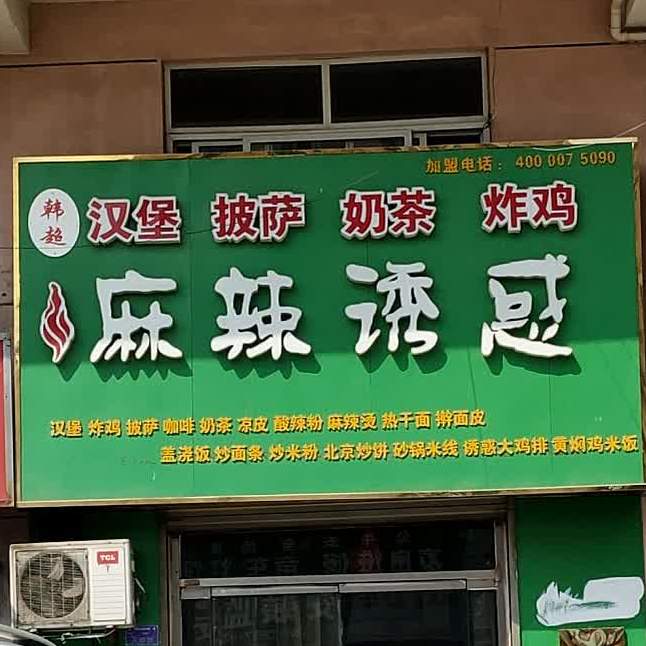 加盟电话：400 007 5090
韩超
汉堡 披萨 奶茶 炸鸡
麻辣诱惑
汉堡 炸鸡 披萨 咖啡 奶茶 凉皮 酸辣粉 麻辣烫 热干面 擀面皮
盖浇饭 炒面条 炒米粉 北京炒饼 砂锅米线 诱惑大鸡排 黄焖鸡米饭
TCL